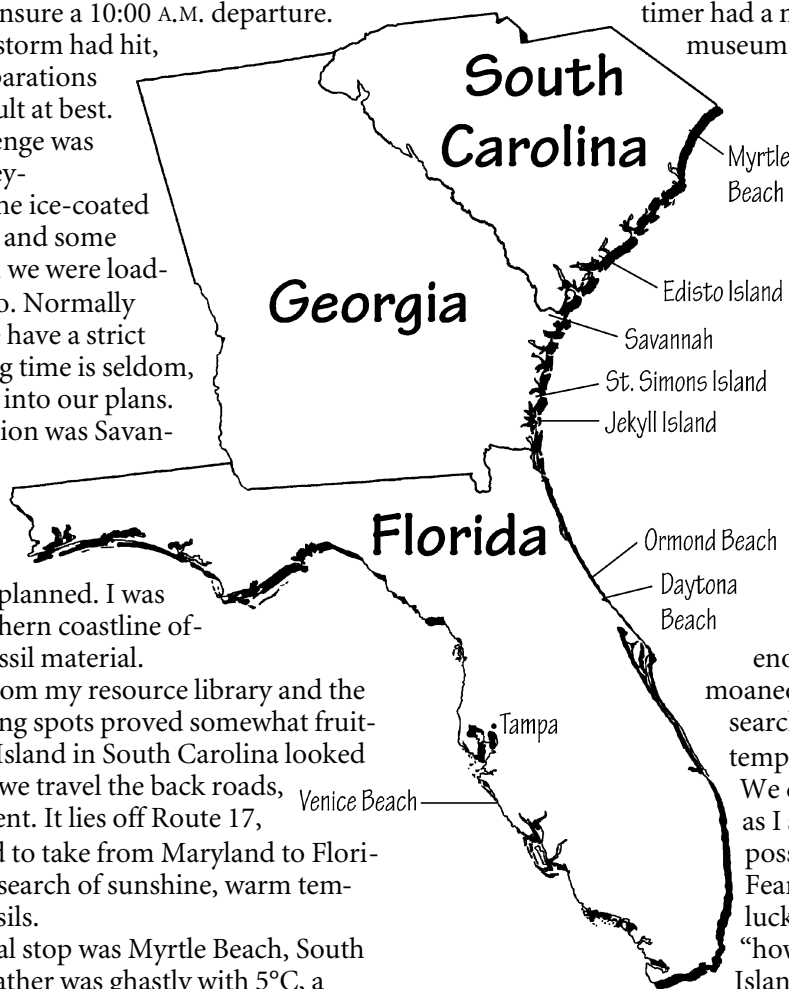 nsure a 10:00 A.M. departure.
storm had hit,
parations
ult at best.
enge was
ey-
ne ice-coated
and some
, we were load-
o. Normally
e have a strict
g time is seldom,
into our plans.
ion was Savan-
planned. I was
hern coastline of-
ssil material.
om my resource library and the
ng spots proved somewhat fruit-
Island in South Carolina looked
we travel the back roads,
ent. It lies off Route 17,
d to take from Maryland to Flori-
search of sunshine, warm tem-
sils.
al stop was Myrtle Beach, South
ather was ghastly with 5°C, a
South
Carolina
Georgia
Florida
Myrtle
Beach
Edisto Island
Savannah
St. Simons Island
Jekyll Island
Ormond Beach
Daytona
Beach
Tampa
Venice Beach
timer had a
museum
eno
moaned
search
temp
We
as I
poss
Fear
luck
“how
Islan